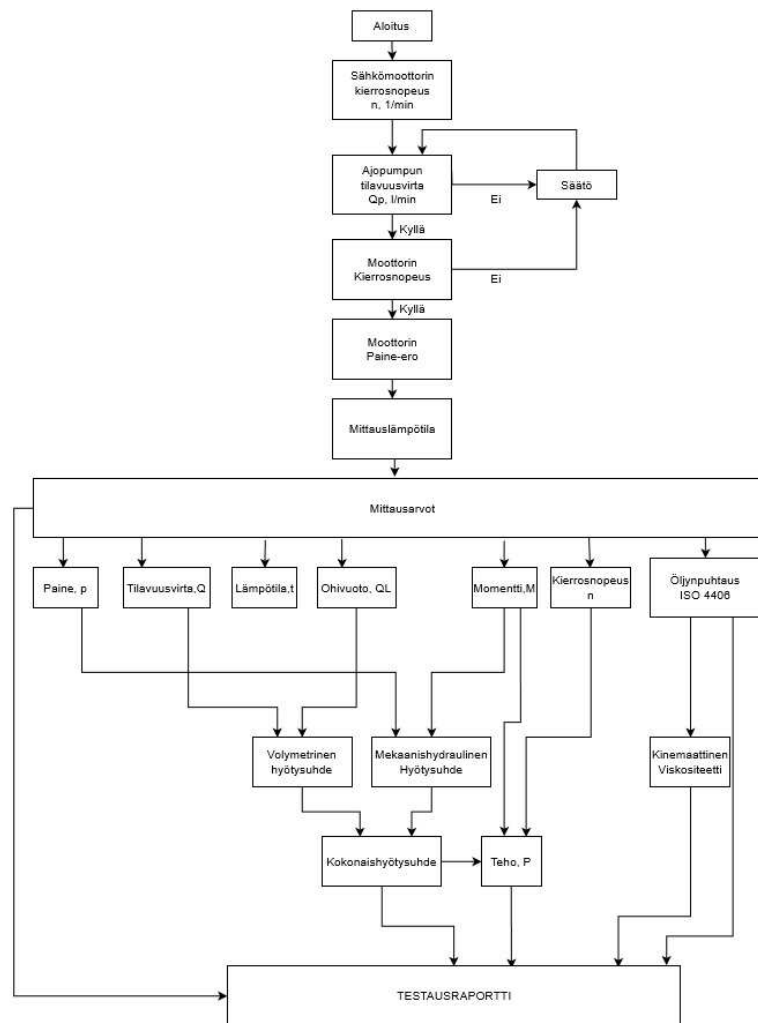 Aloitus
Sähkömoottorin
kierrosnopeus
n, 1/min
Ajopumpun
tilavuusvirta
Qp, l/min
Ei
Säätö
Kyllä
Moottorin
Kierrosnopeus
Ei
Kyllä
Moottorin
Paine-ero
Mittauslämpötila
Mittausarvot
Paine, p
Tilavuusvirta,Q
Lämpötila,t
Ohivuoto, QL
Momentti,M
Kierrosnopeus
n
Öljynpuhtaus
ISO 4406
Volymetrinen
hyötysuhde
Mekaanishydraulinen
Hyötysuhde
Kinemaattinen
Viskositeetti
Kokonaishyötysuhde
Teho, P
TESTAUSRAPORTTI